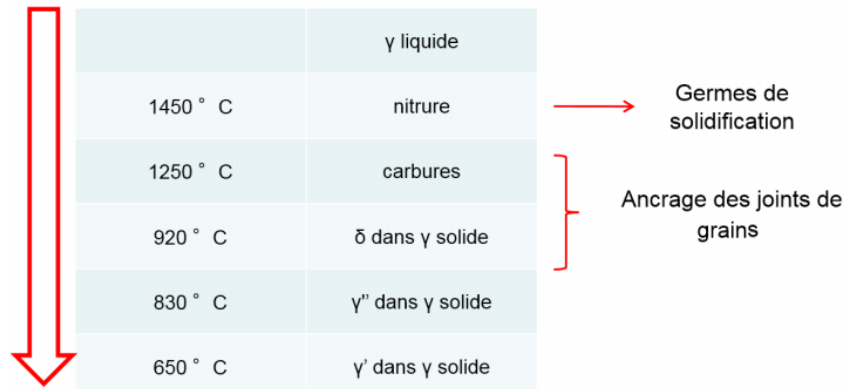 γ liquide
1450 ° C nitrure
Germes de
solidification
1250 ° C carbures
Ancrage des joints de
grains
920 ° C δ dans γ solide
830 ° C γ'' dans γ solide
650 ° C γ' dans γ solide